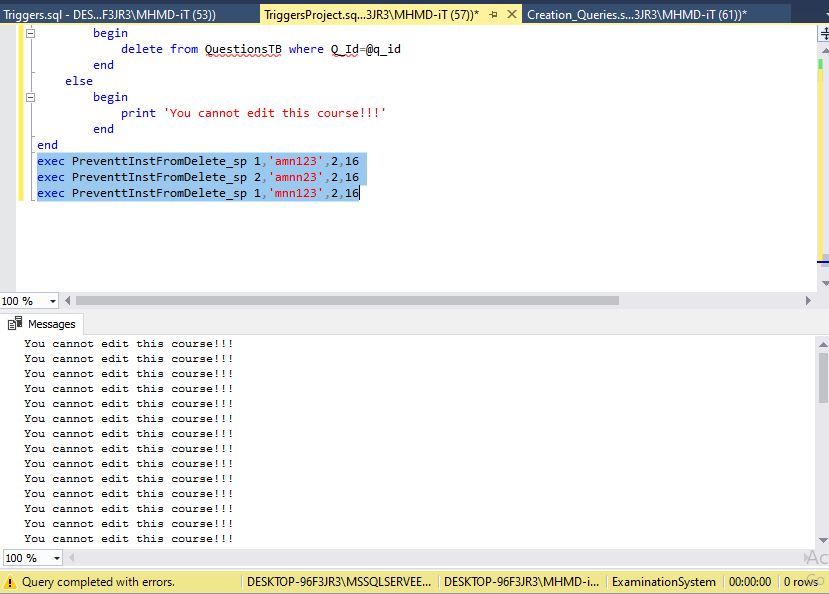 Triggers.sql - DES...F3JR3\MHMD-iT (53))
TriggersProject.sq...3JR3\MHMD-iT (57))*
Creation_Queries.s...3JR3\MHMD-iT (61))*
begin
delete from QuestionsTB where Q_Id=@q_id
end
else
begin
print 'You cannot edit this course!!!'
end
end
exec PreventtInstFromDelete_sp 1,'amn123',2,16
exec PreventtInstFromDelete_sp 2,'amnn23',2,16
exec PreventtInstFromDelete_sp 1,'mnn123',2,16
100 %
Messages
You cannot edit this course!!!
You cannot edit this course!!!
You cannot edit this course!!!
You cannot edit this course!!!
You cannot edit this course!!!
You cannot edit this course!!!
You cannot edit this course!!!
You cannot edit this course!!!
You cannot edit this course!!!
You cannot edit this course!!!
You cannot edit this course!!!
You cannot edit this course!!!
You cannot edit this course!!!
You cannot edit this course!!!
100 %
Ac
Go
Query completed with errors.
DESKTOP-96F3JR3\MSSQLSERVEE...
DESKTOP-96F3JR3\MHMD-i...
ExaminationSystem
00:00:00
0 rows